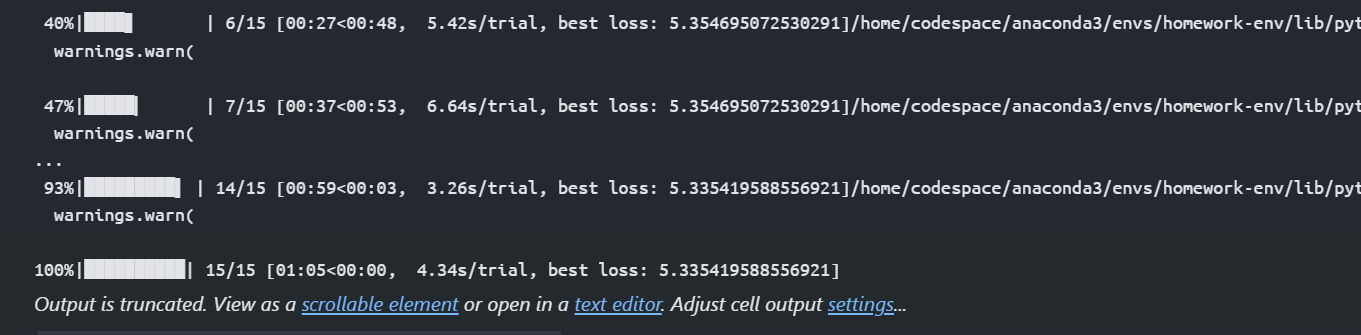 40%|████      | 6/15 [00:27<00:48,  5.42s/trial, best loss: 5.354695072530291]/home/codespace/anaconda3/envs/homework-env/lib/pyt
warnings.warn(
47%|████▋     | 7/15 [00:37<00:53,  6.64s/trial, best loss: 5.354695072530291]/home/codespace/anaconda3/envs/homework-env/lib/pyt
warnings.warn(
...
93%|█████████▎| 14/15 [00:59<00:03,  3.26s/trial, best loss: 5.335419588556921]/home/codespace/anaconda3/envs/homework-env/lib/pyt
warnings.warn(
100%|██████████| 15/15 [01:05<00:00,  4.34s/trial, best loss: 5.335419588556921]
Output is truncated. View as a scrollable element or open in a text editor. Adjust cell output settings...